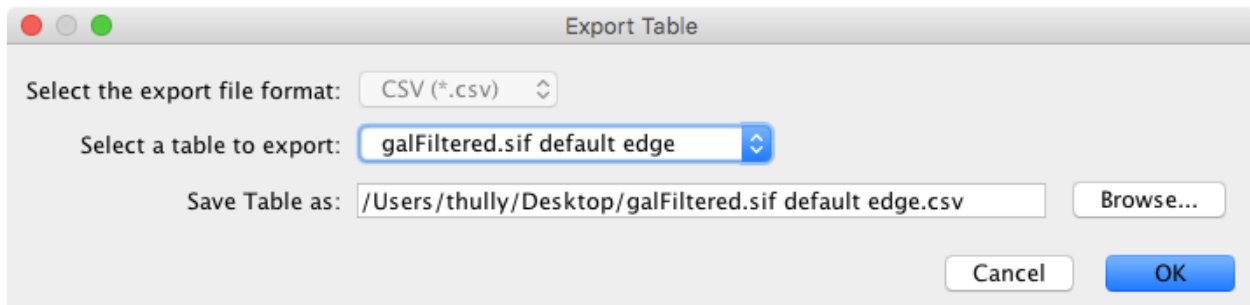 Export Table
Select the export file format: CSV (*.csv)
Select a table to export: galFiltered.sif default edge
Save Table as: /Users/thully/Desktop/galFiltered.sif default edge.csv Browse...
Cancel OK